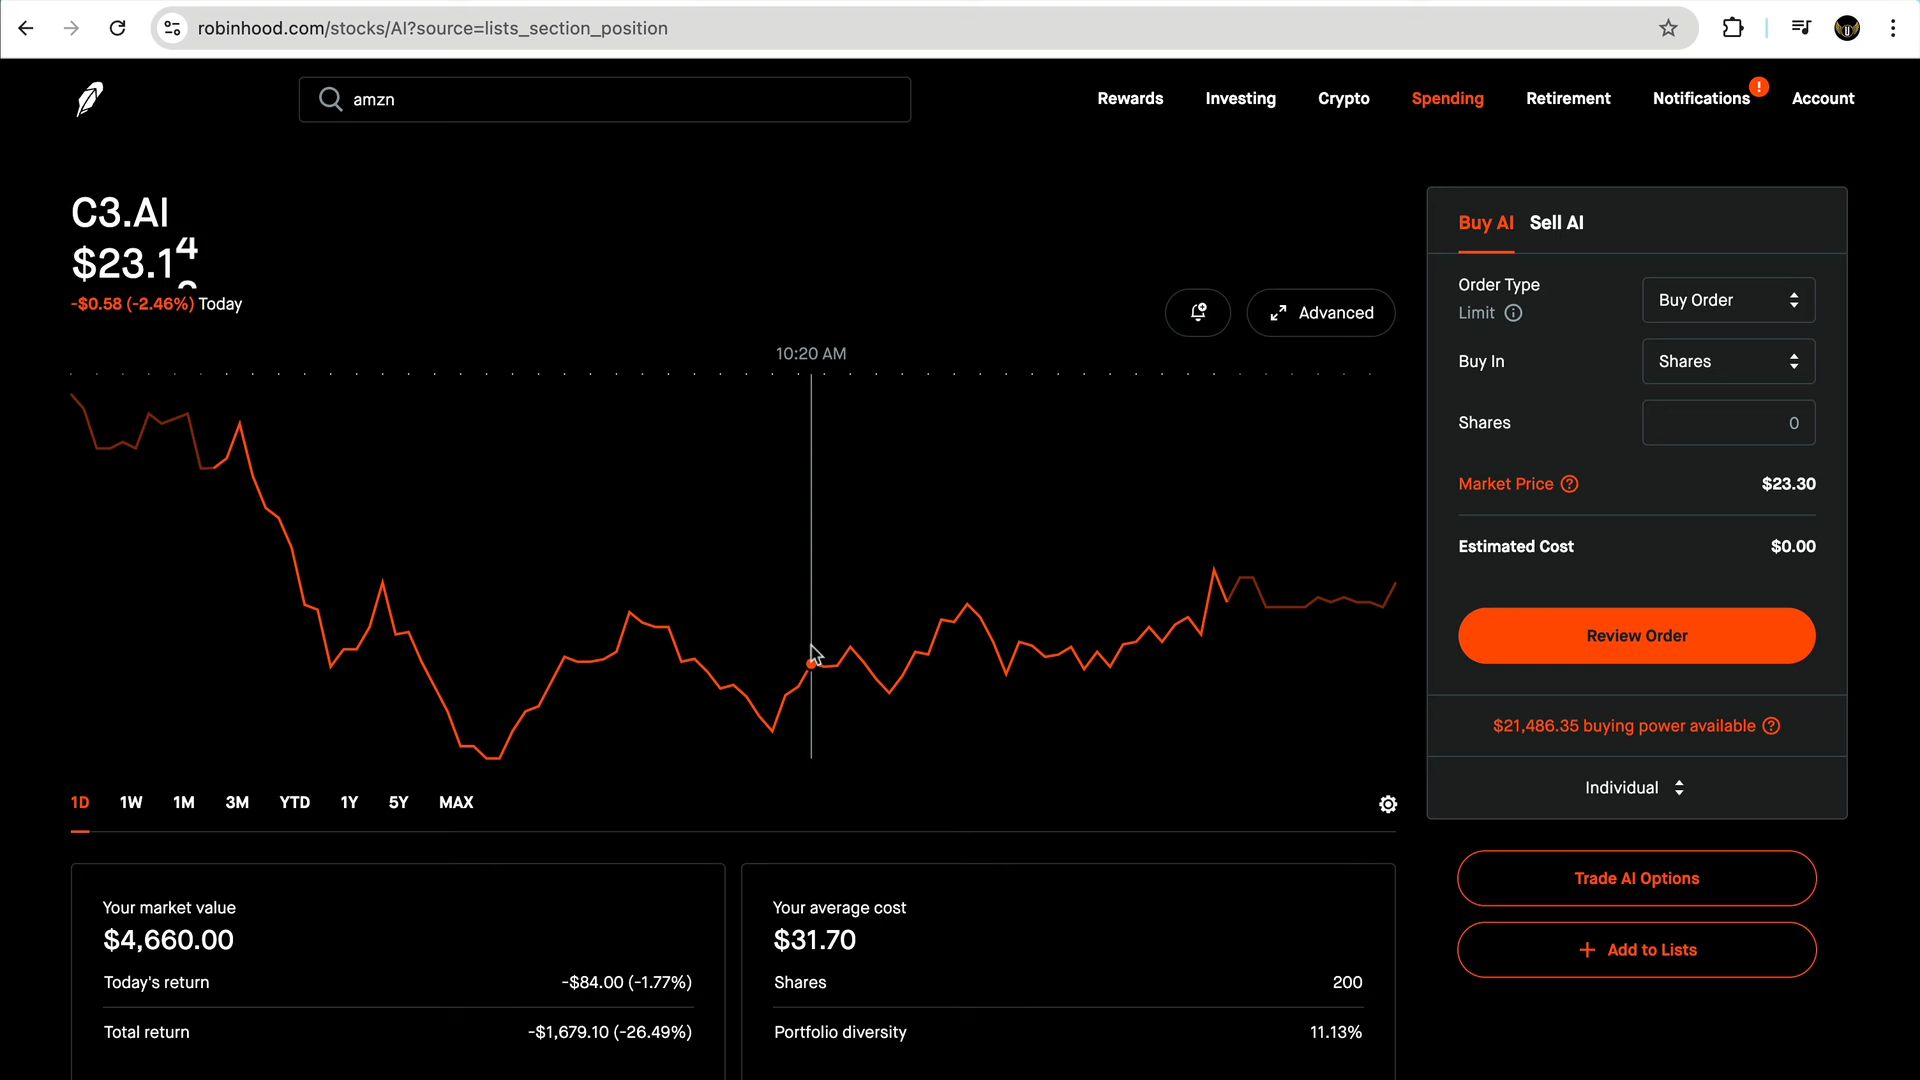 robinhood.com/stocks/AI?source=lists_section_position
amzn
Rewards
Investing
Crypto
Spending
Retirement
Notifications
!
Account
C3.AI
$23.14
-$0.58 (-2.46%) Today
Advanced
10:20 AM
1D
1W
1M
3M
YTD
1Y
5Y
MAX
Buy AI
Sell AI
Order Type
Limit
Buy Order
Buy In
Shares
Shares
0
Market Price
$23.30
Estimated Cost
$0.00
Review Order
$21,486.35 buying power available
Individual
Trade AI Options
+ Add to Lists
Your market value
$4,660.00
Today's return
-$84.00 (-1.77%)
Total return
-$1,679.10 (-26.49%)
Your average cost
$31.70
Shares
200
Portfolio diversity
11.13%